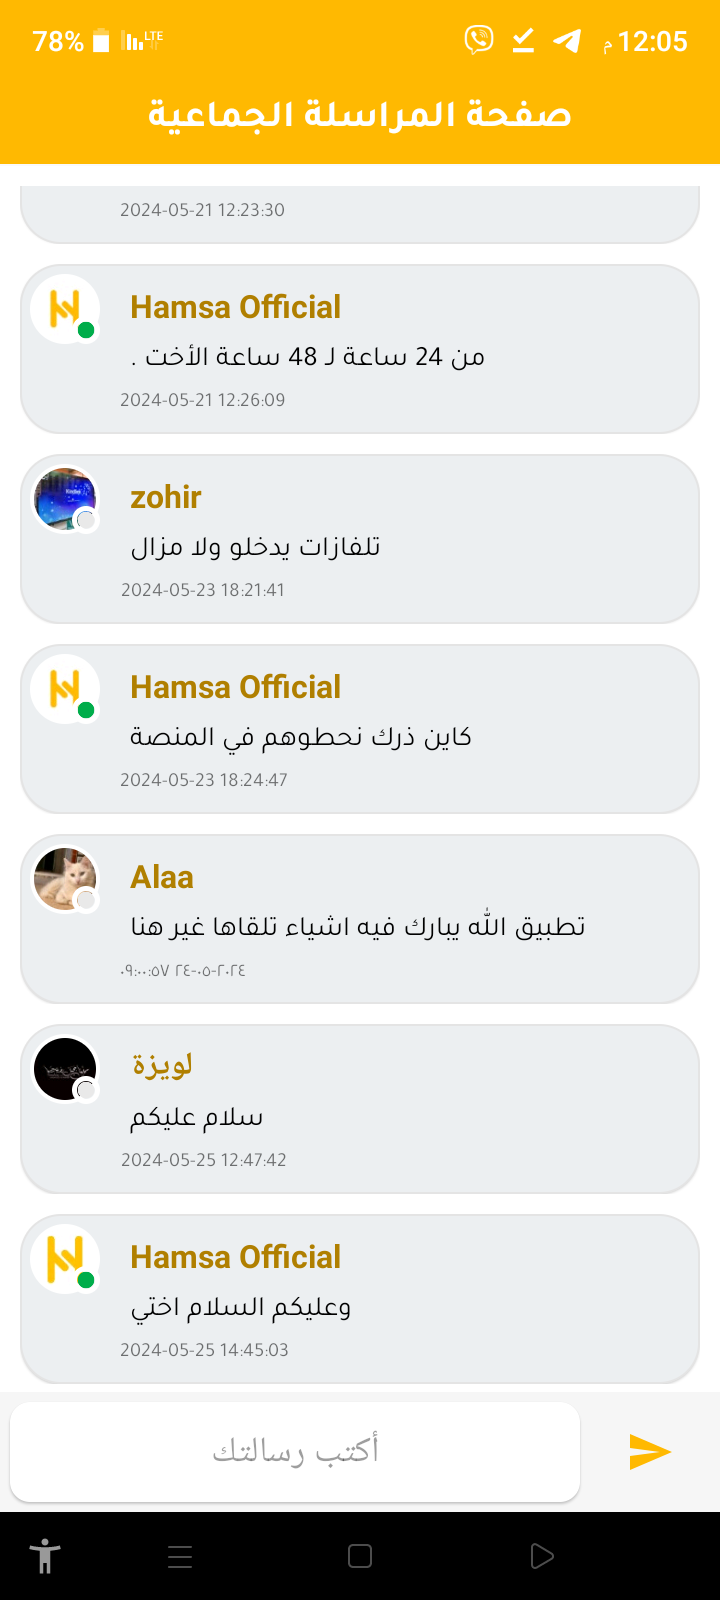 78% LTE 12:05 م
صفحة المراسلة الجماعية
2024-05-21 12:23:30
Hamsa Official
من 24 ساعة لـ 48 ساعة الأخت .
2024-05-21 12:26:09
zohir
تلفازات يدخلو ولا مزال
2024-05-23 18:21:41
Hamsa Official
كاين ذرك نحطوهم في المنصة
2024-05-23 18:24:47
Alaa
تطبيق الله يبارك فيه اشياء تلقاها غير هنا
٢٠٢٤-٠٥-٢٤ ٠٩:٠٠:٥٧
لويزة
سلام عليكم
2024-05-25 12:47:42
Hamsa Official
وعليكم السلام اختي
2024-05-25 14:45:03
أكتب رسالتك